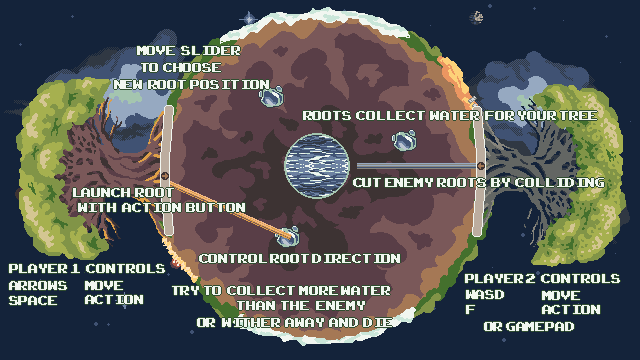 MOVE SLIDER
TO CHOOSE
NEW ROOT POSITION
ROOTS COLLECT WATER FOR YOUR TREE
CUT ENEMY ROOTS BY COLLIDING
LAUNCH ROOT
WITH ACTION BUTTON
CONTROL ROOT DIRECTION
PLAYER 1 CONTROLS
ARROWS MOVE
SPACE ACTION
TRY TO COLLECT MORE WATER
THAN THE ENEMY
OR WITHER AWAY AND DIE
PLAYER 2 CONTROLS
WASD MOVE
F ACTION
OR GAMEPAD